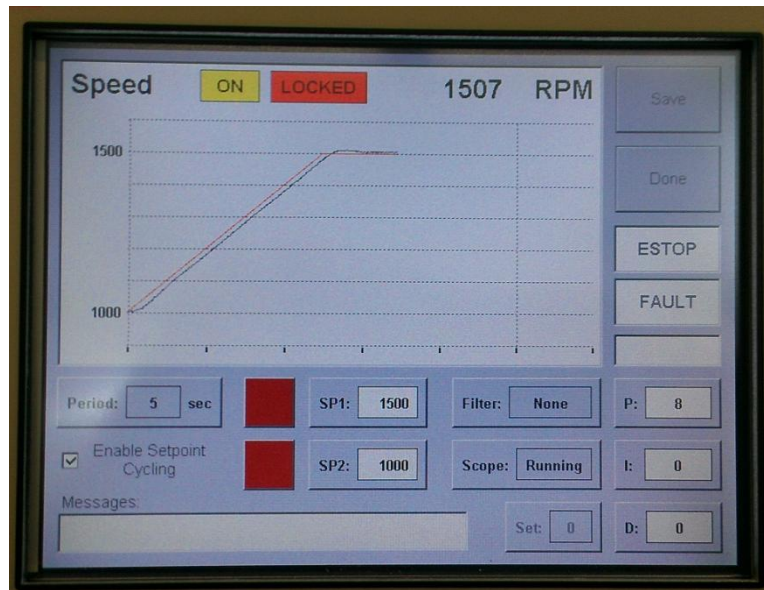 Speed ON LOCKED 1507 RPM
Save
1500
Done
ESTOP
FAULT
1000
Period: 5 sec SP1: 1500 Filter: None P: 8
Enable Setpoint
Cycling
SP2: 1000 Scope: Running I: 0
Messages:
Set: 0 D: 0